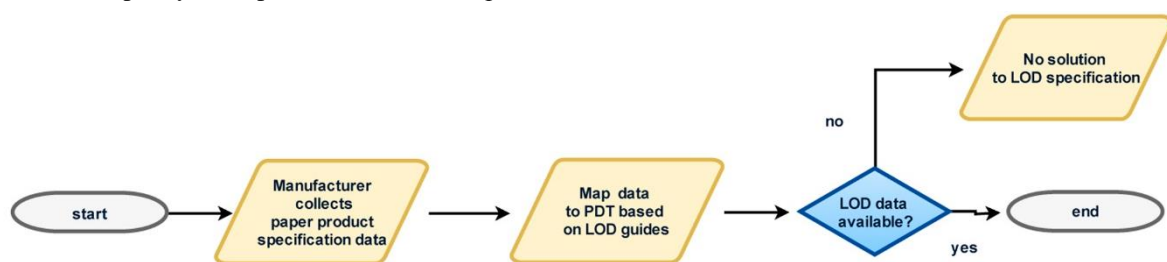 No solution
to LOD specification
no
start
Manufacturer
collects
paper product
specification data
Map data
to PDT based
on LOD guides
LOD data
available?
end
yes